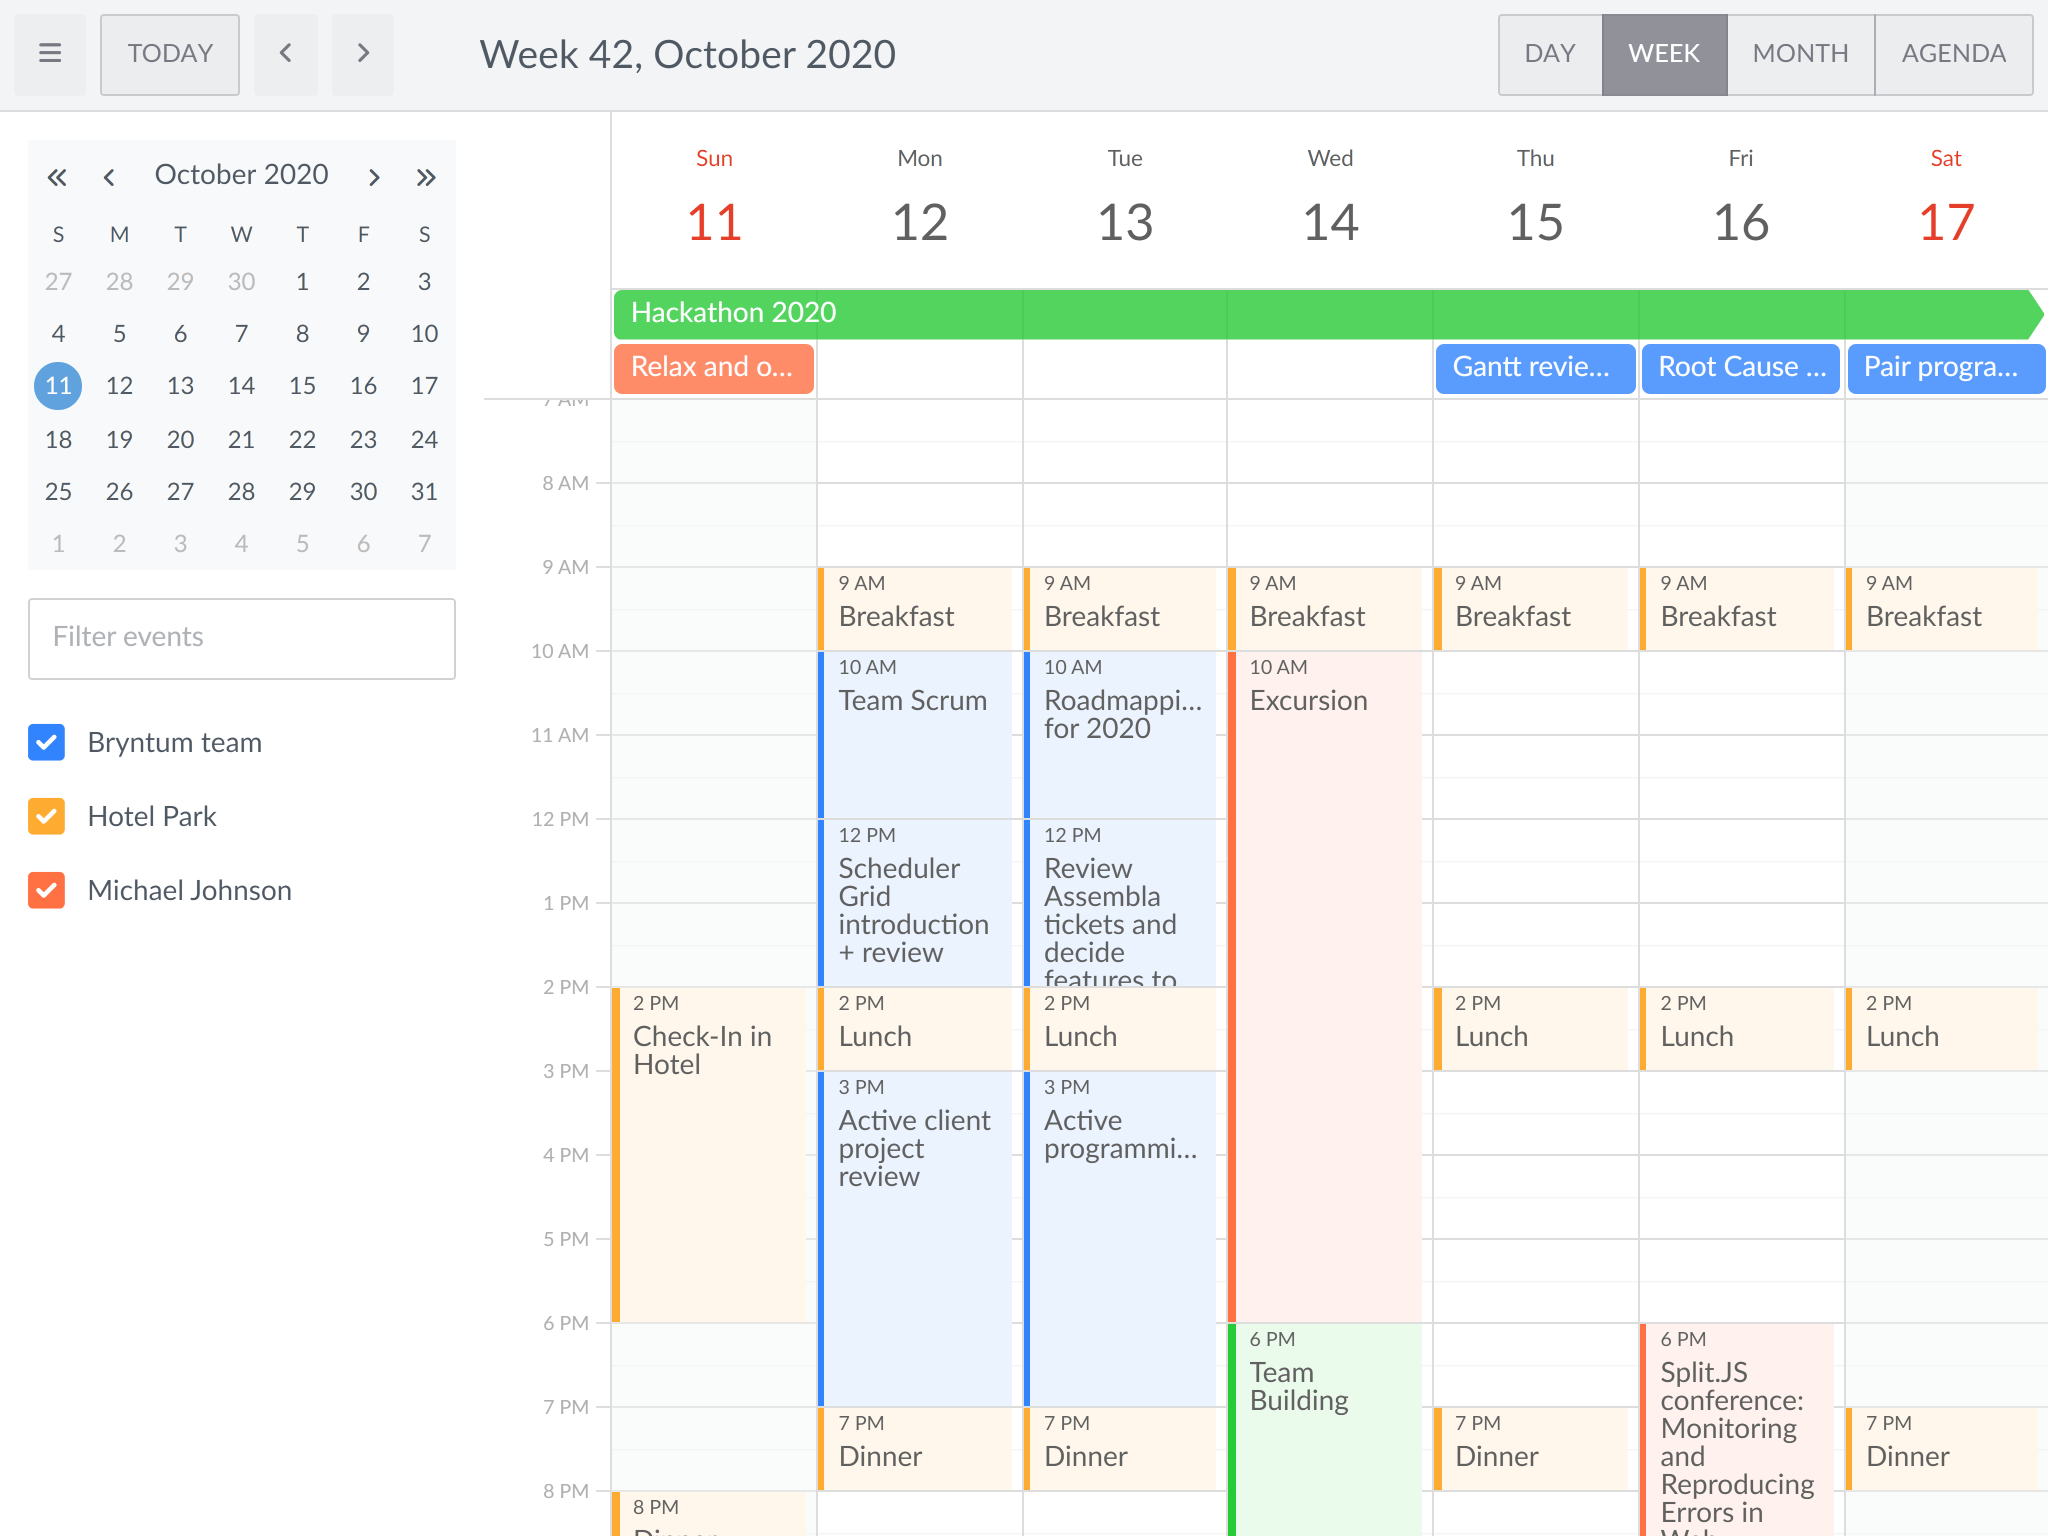 TODAY
Week 42, October 2020
DAY
WEEK
MONTH
AGENDA
October 2020
S M T W T F S
27 28 29 30 1 2 3
4 5 6 7 8 9 10
11 12 13 14 15 16 17
18 19 20 21 22 23 24
25 26 27 28 29 30 31
1 2 3 4 5 6 7
Filter events
Bryntum team
Hotel Park
Michael Johnson
Sun Mon Tue Wed Thu Fri Sat
11 12 13 14 15 16 17
Hackathon 2020
Relax and o...
Gantt revie...
Root Cause ...
Pair progra...
7 AM
8 AM
9 AM
10 AM
11 AM
12 PM
1 PM
2 PM
3 PM
4 PM
5 PM
6 PM
7 PM
8 PM
2 PM
Check-In in
Hotel
8 PM
Dinner
9 AM
Breakfast
10 AM
Team Scrum
12 PM
Scheduler
Grid
introduction
+ review
2 PM
Lunch
3 PM
Active client
project
review
7 PM
Dinner
9 AM
Breakfast
10 AM
Roadmappi...
for 2020
12 PM
Review
Assembla
tickets and
decide
features to
2 PM
Lunch
3 PM
Active
programmi...
7 PM
Dinner
9 AM
Breakfast
10 AM
Excursion
6 PM
Team
Building
9 AM
Breakfast
2 PM
Lunch
7 PM
Dinner
9 AM
Breakfast
2 PM
Lunch
6 PM
Split.JS
conference:
Monitoring
and
Reproducing
Errors in
9 AM
Breakfast
2 PM
Lunch
7 PM
Dinner